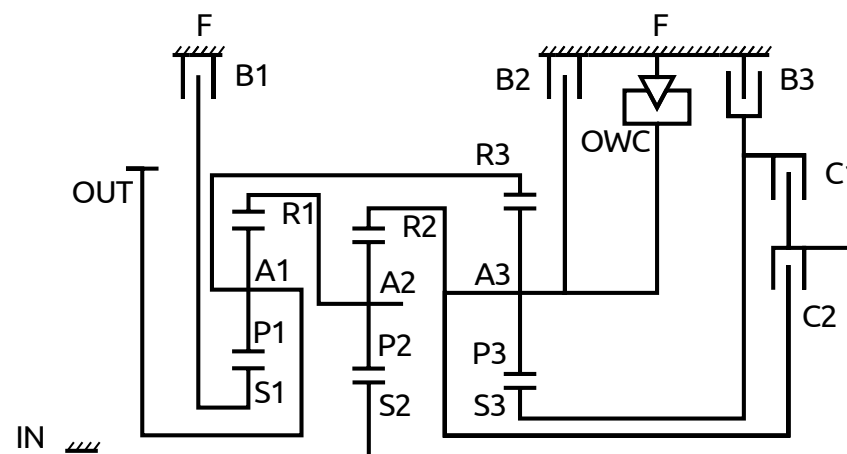 F
F
B1
B2
B3
OWC
R3
C1
OUT
R1
R2
A1
A2
A3
C2
P1
P2
P3
S1
S2
S3
IN